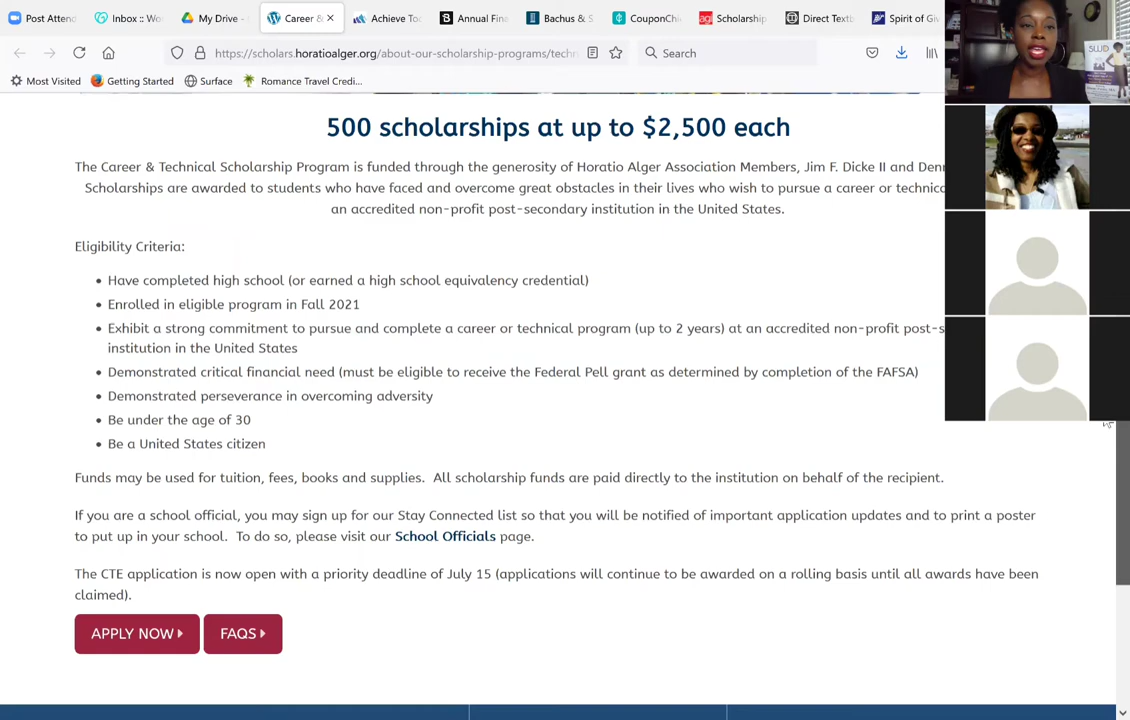 Post Attend
Inbox :: Wo
My Drive -
Career &
Achieve Too
Annual Fina
Bachus & S
CouponChi
Scholarship
Direct Textb
Spirit of Giv
https://scholars.horatioalger.org/about-our-scholarship-programs/techn
Search
Most Visited
Getting Started
Surface
Romance Travel Credi...
500 scholarships at up to $2,500 each
The Career & Technical Scholarship Program is funded through the generosity of Horatio Alger Association Members, Jim F. Dicke II and Denn
Scholarships are awarded to students who have faced and overcome great obstacles in their lives who wish to pursue a career or technica
an accredited non-profit post-secondary institution in the United States.
Eligibility Criteria:
• Have completed high school (or earned a high school equivalency credential)
• Enrolled in eligible program in Fall 2021
• Exhibit a strong commitment to pursue and complete a career or technical program (up to 2 years) at an accredited non-profit post-s
institution in the United States
• Demonstrated critical financial need (must be eligible to receive the Federal Pell grant as determined by completion of the FAFSA)
• Demonstrated perseverance in overcoming adversity
• Be under the age of 30
• Be a United States citizen
Funds may be used for tuition, fees, books and supplies. All scholarship funds are paid directly to the institution on behalf of the recipient.
If you are a school official, you may sign up for our Stay Connected list so that you will be notified of important application updates and to print a poster
to put up in your school. To do so, please visit our School Officials page.
The CTE application is now open with a priority deadline of July 15 (applications will continue to be awarded on a rolling basis until all awards have been
claimed).
APPLY NOW
FAQS